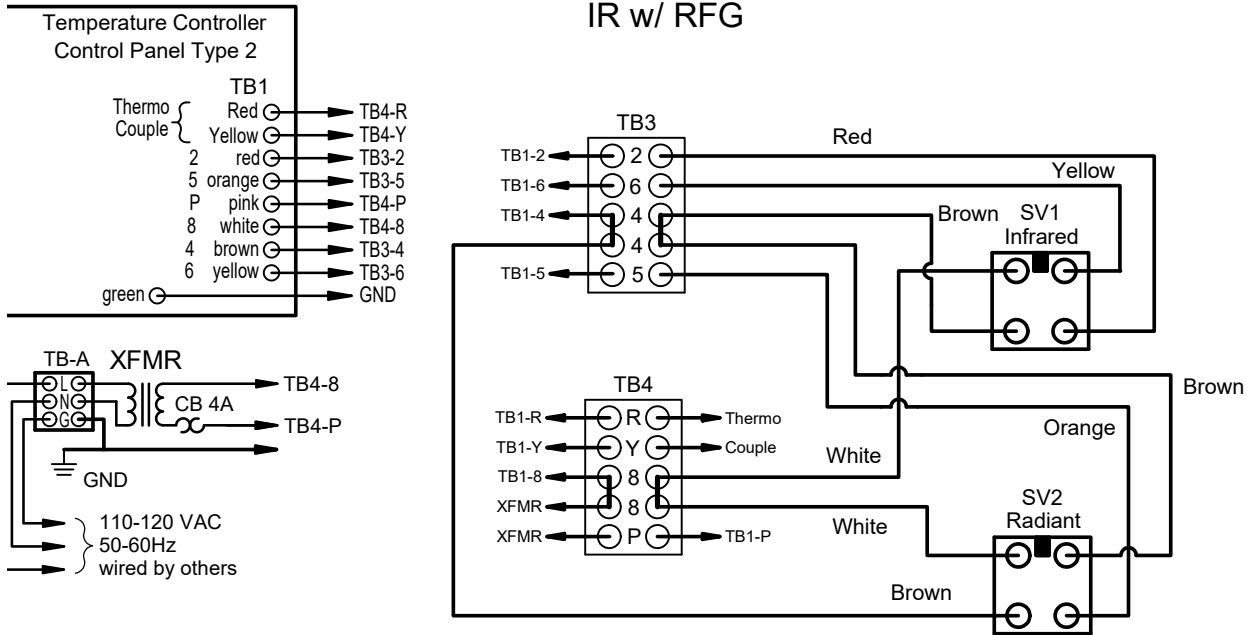 IR w/ RFG
Temperature Controller
Control Panel Type 2
TB1
Thermo
Couple
Red TB4-R
Yellow TB4-Y
2 red TB3-2
5 orange TB3-5
P pink TB4-P
8 white TB4-8
4 brown TB3-4
6 yellow TB3-6
green GND
TB-A XFMR
L
N
G
CB 4A
TB4-8
TB4-P
GND
110-120 VAC
50-60Hz
wired by others
TB3
TB1-2 2
TB1-6 6
TB1-4 4
4
TB1-5 5
Red
Yellow
Brown
SV1
Infrared
Brown
Orange
TB4
TB1-R R Thermo
TB1-Y Y Couple
TB1-8 8
XFMR 8
XFMR P TB1-P
White
White
SV2
Radiant
Brown